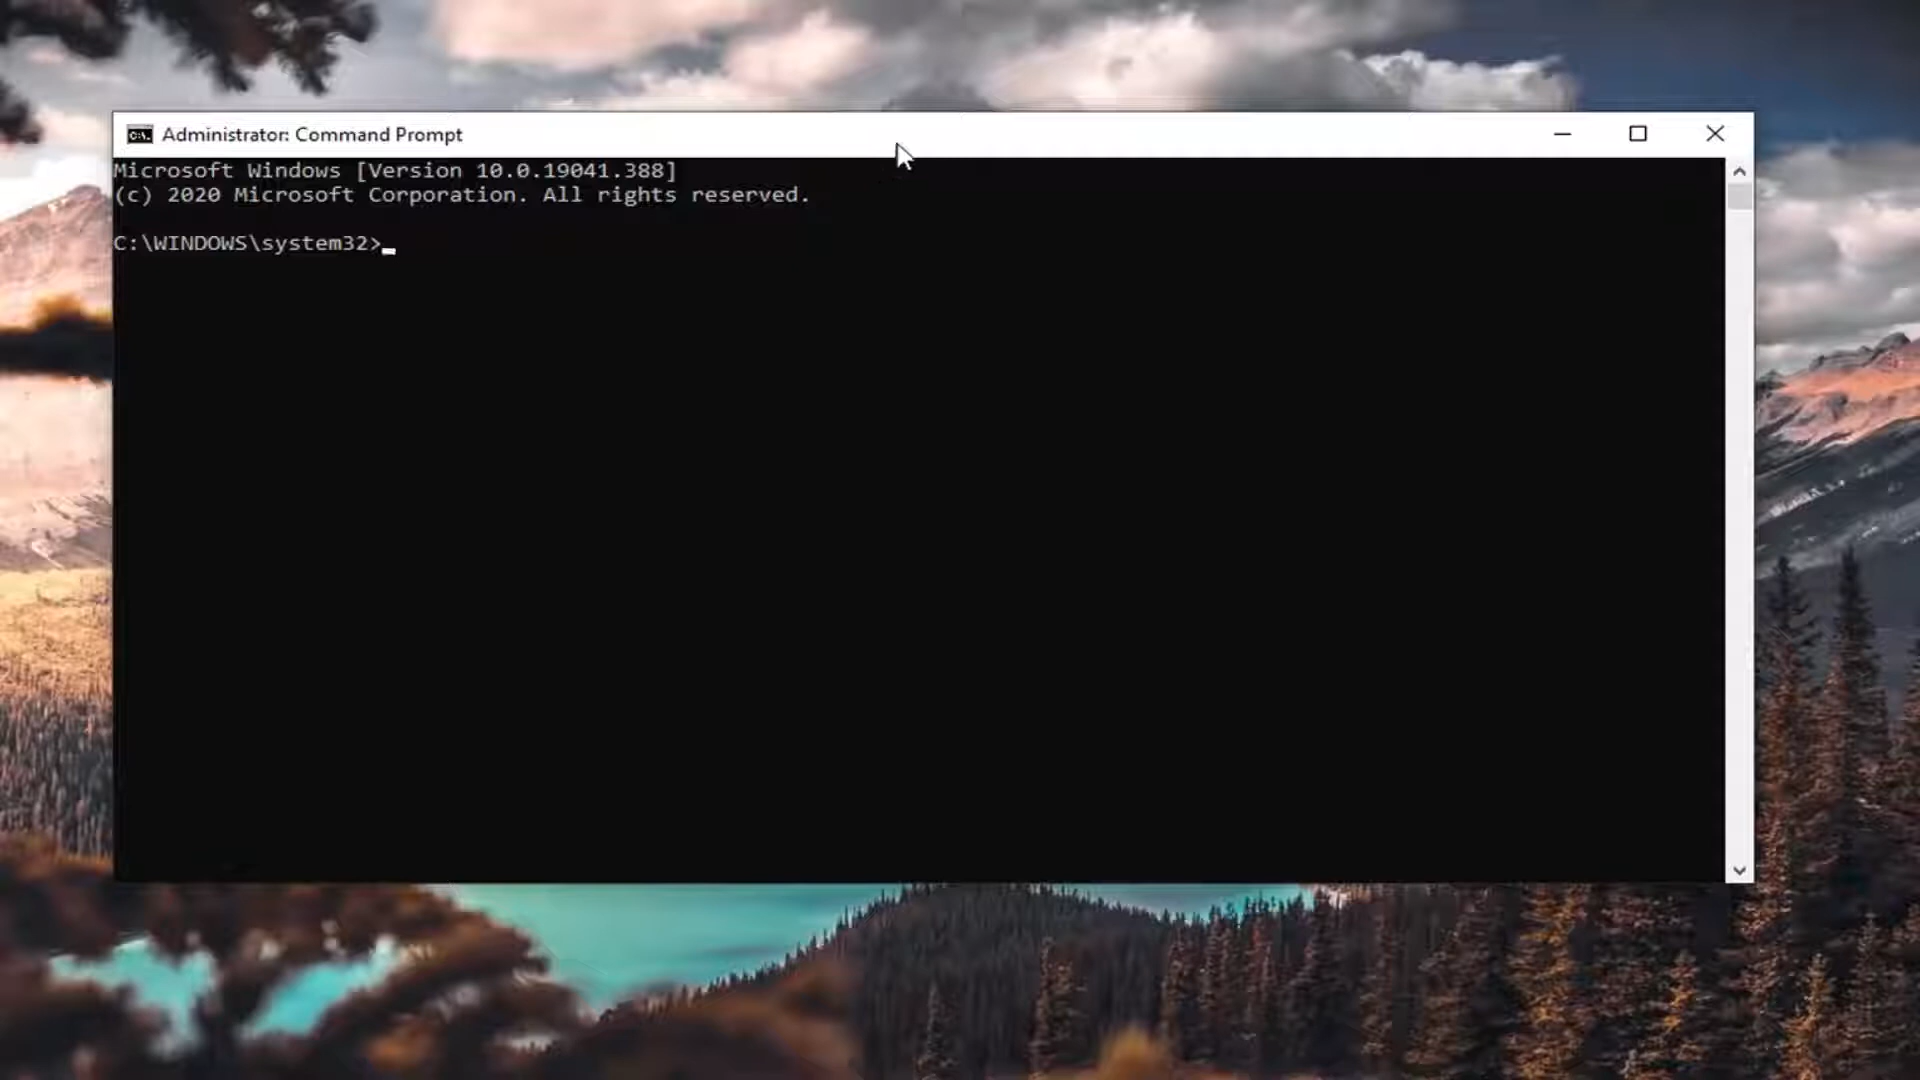 Administrator: Command Prompt
Microsoft Windows [Version 10.0.19041.388]
(c) 2020 Microsoft Corporation. All rights reserved.
C:\WINDOWS\system32>